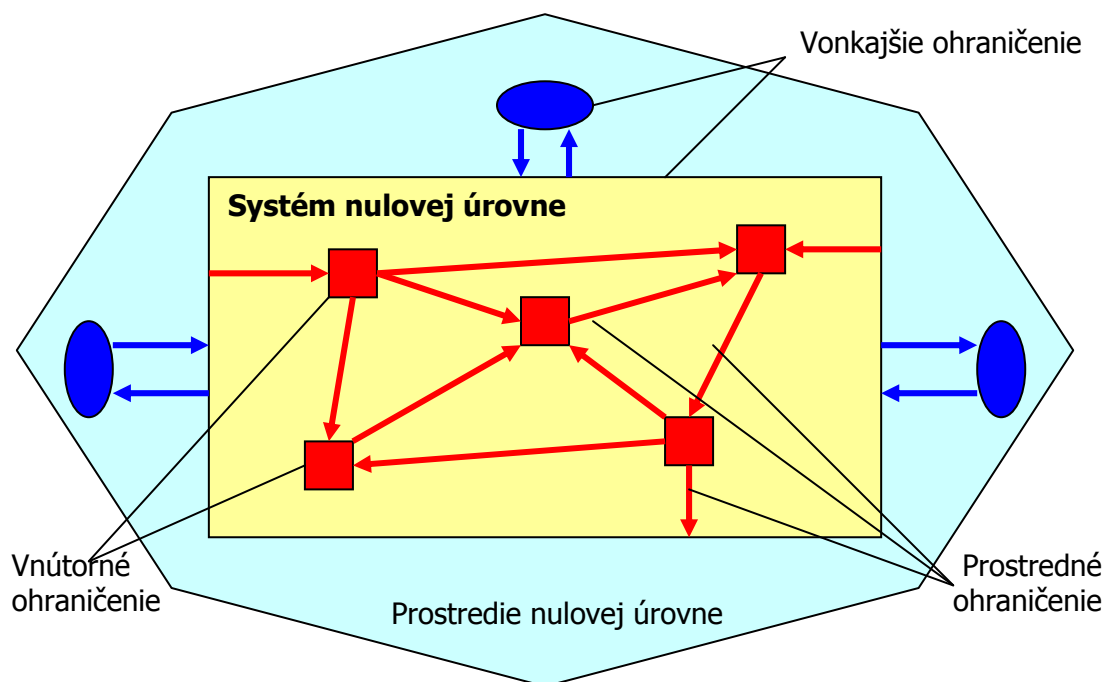 Vonkajšie ohraničenie
Systém nulovej úrovne
Vnútorné
ohraničenie
Prostredné
ohraničenie
Prostredie nulovej úrovne